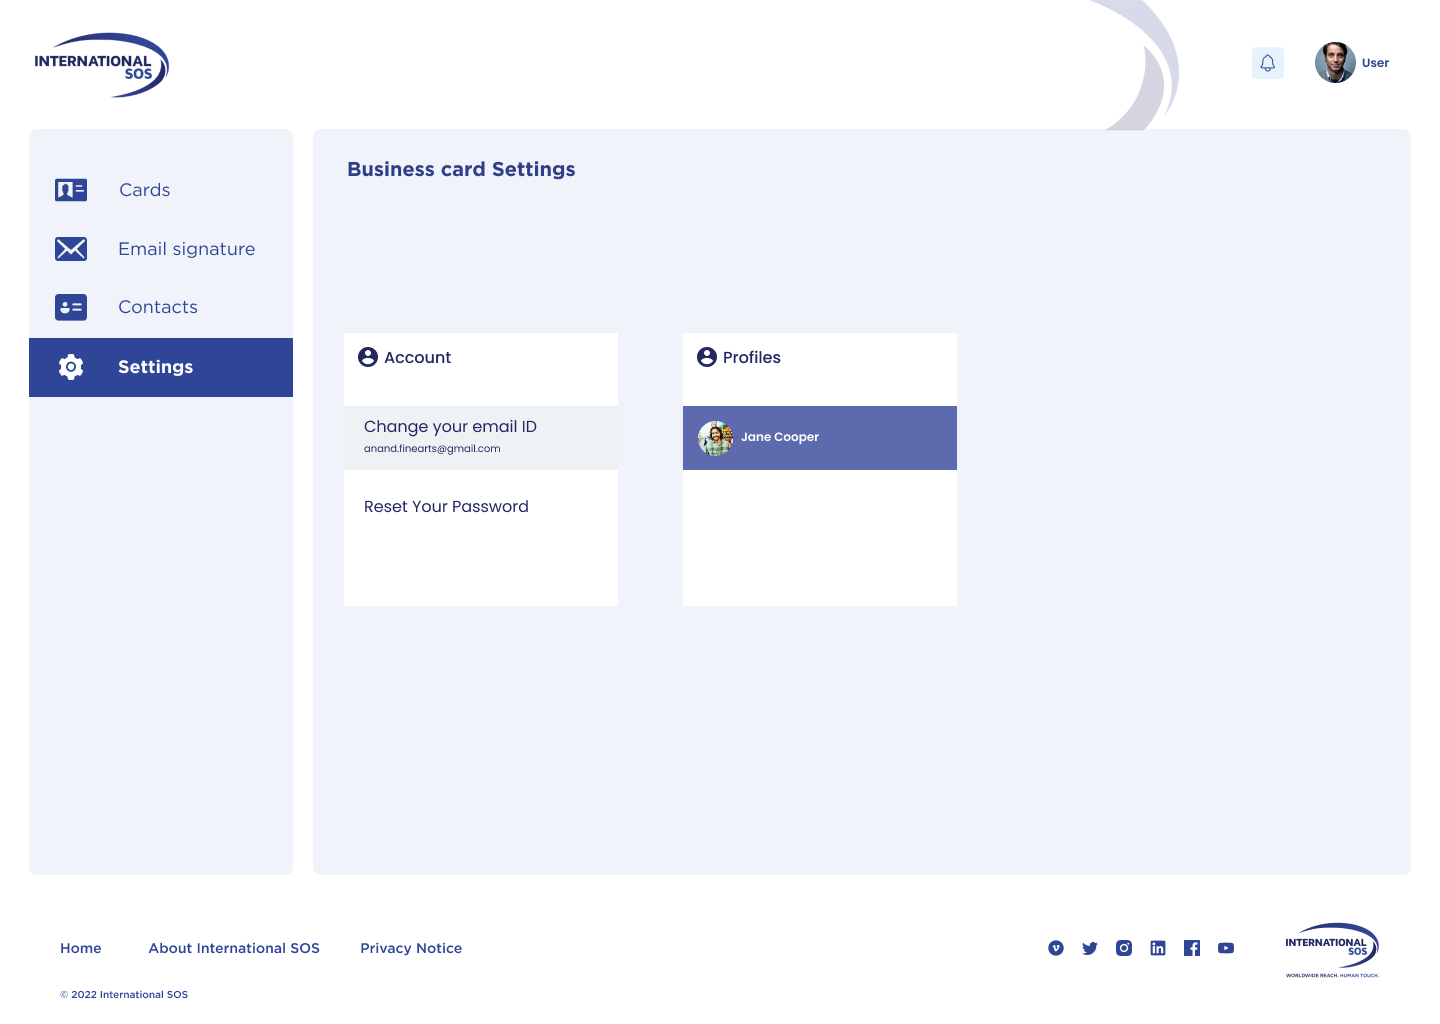 INTERNATIONAL
SOS
User
Cards
Email signature
Contacts
Settings
Business card Settings
Account
Change your email ID
anand.finearts@gmail.com
Reset Your Password
Profiles
Jane Cooper
Home
About International SOS
Privacy Notice
INTERNATIONAL
SOS
WORLDWIDE REACH. HUMAN TOUCH.
© 2022 International SOS